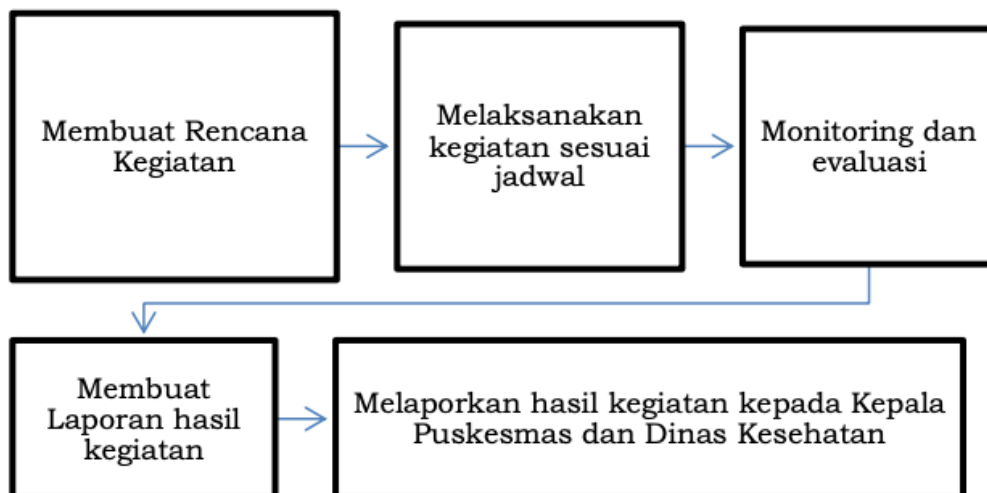 Membuat Rencana
Kegiatan
Melaksanakan
kegiatan sesuai
jadwal
Monitoring dan
evaluasi
Membuat
Laporan hasil
kegiatan
Melaporkan hasil kegiatan kepada Kepala
Puskesmas dan Dinas Kesehatan